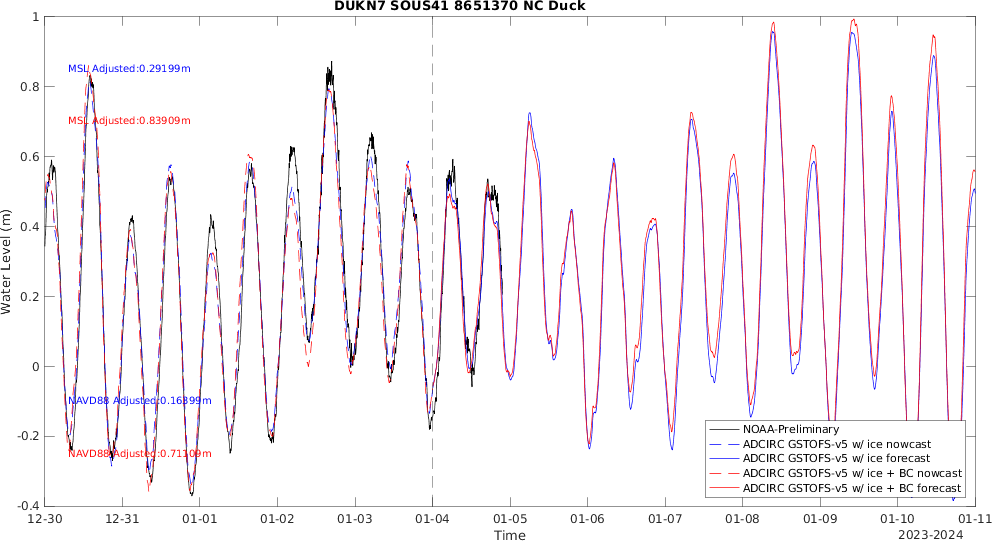 DUKN7 SOUS41 8651370 NC Duck
Water Level (m)
1
0.8
0.6
0.4
0.2
0
-0.2
-0.4
MSL Adjusted:0.29199m
MSL Adjusted:0.83909m
NAVD88 Adjusted:0.16399m
NAVD88 Adjusted:0.71109m
NOAA-Preliminary
ADCIRC GSTOFS-v5 w/ ice nowcast
ADCIRC GSTOFS-v5 w/ ice forecast
ADCIRC GSTOFS-v5 w/ ice + BC nowcast
ADCIRC GSTOFS-v5 w/ ice + BC forecast
12-30 12-31 01-01 01-02 01-03 01-04 01-05 01-06 01-07 01-08 01-09 01-10 01-11
Time
2023-2024